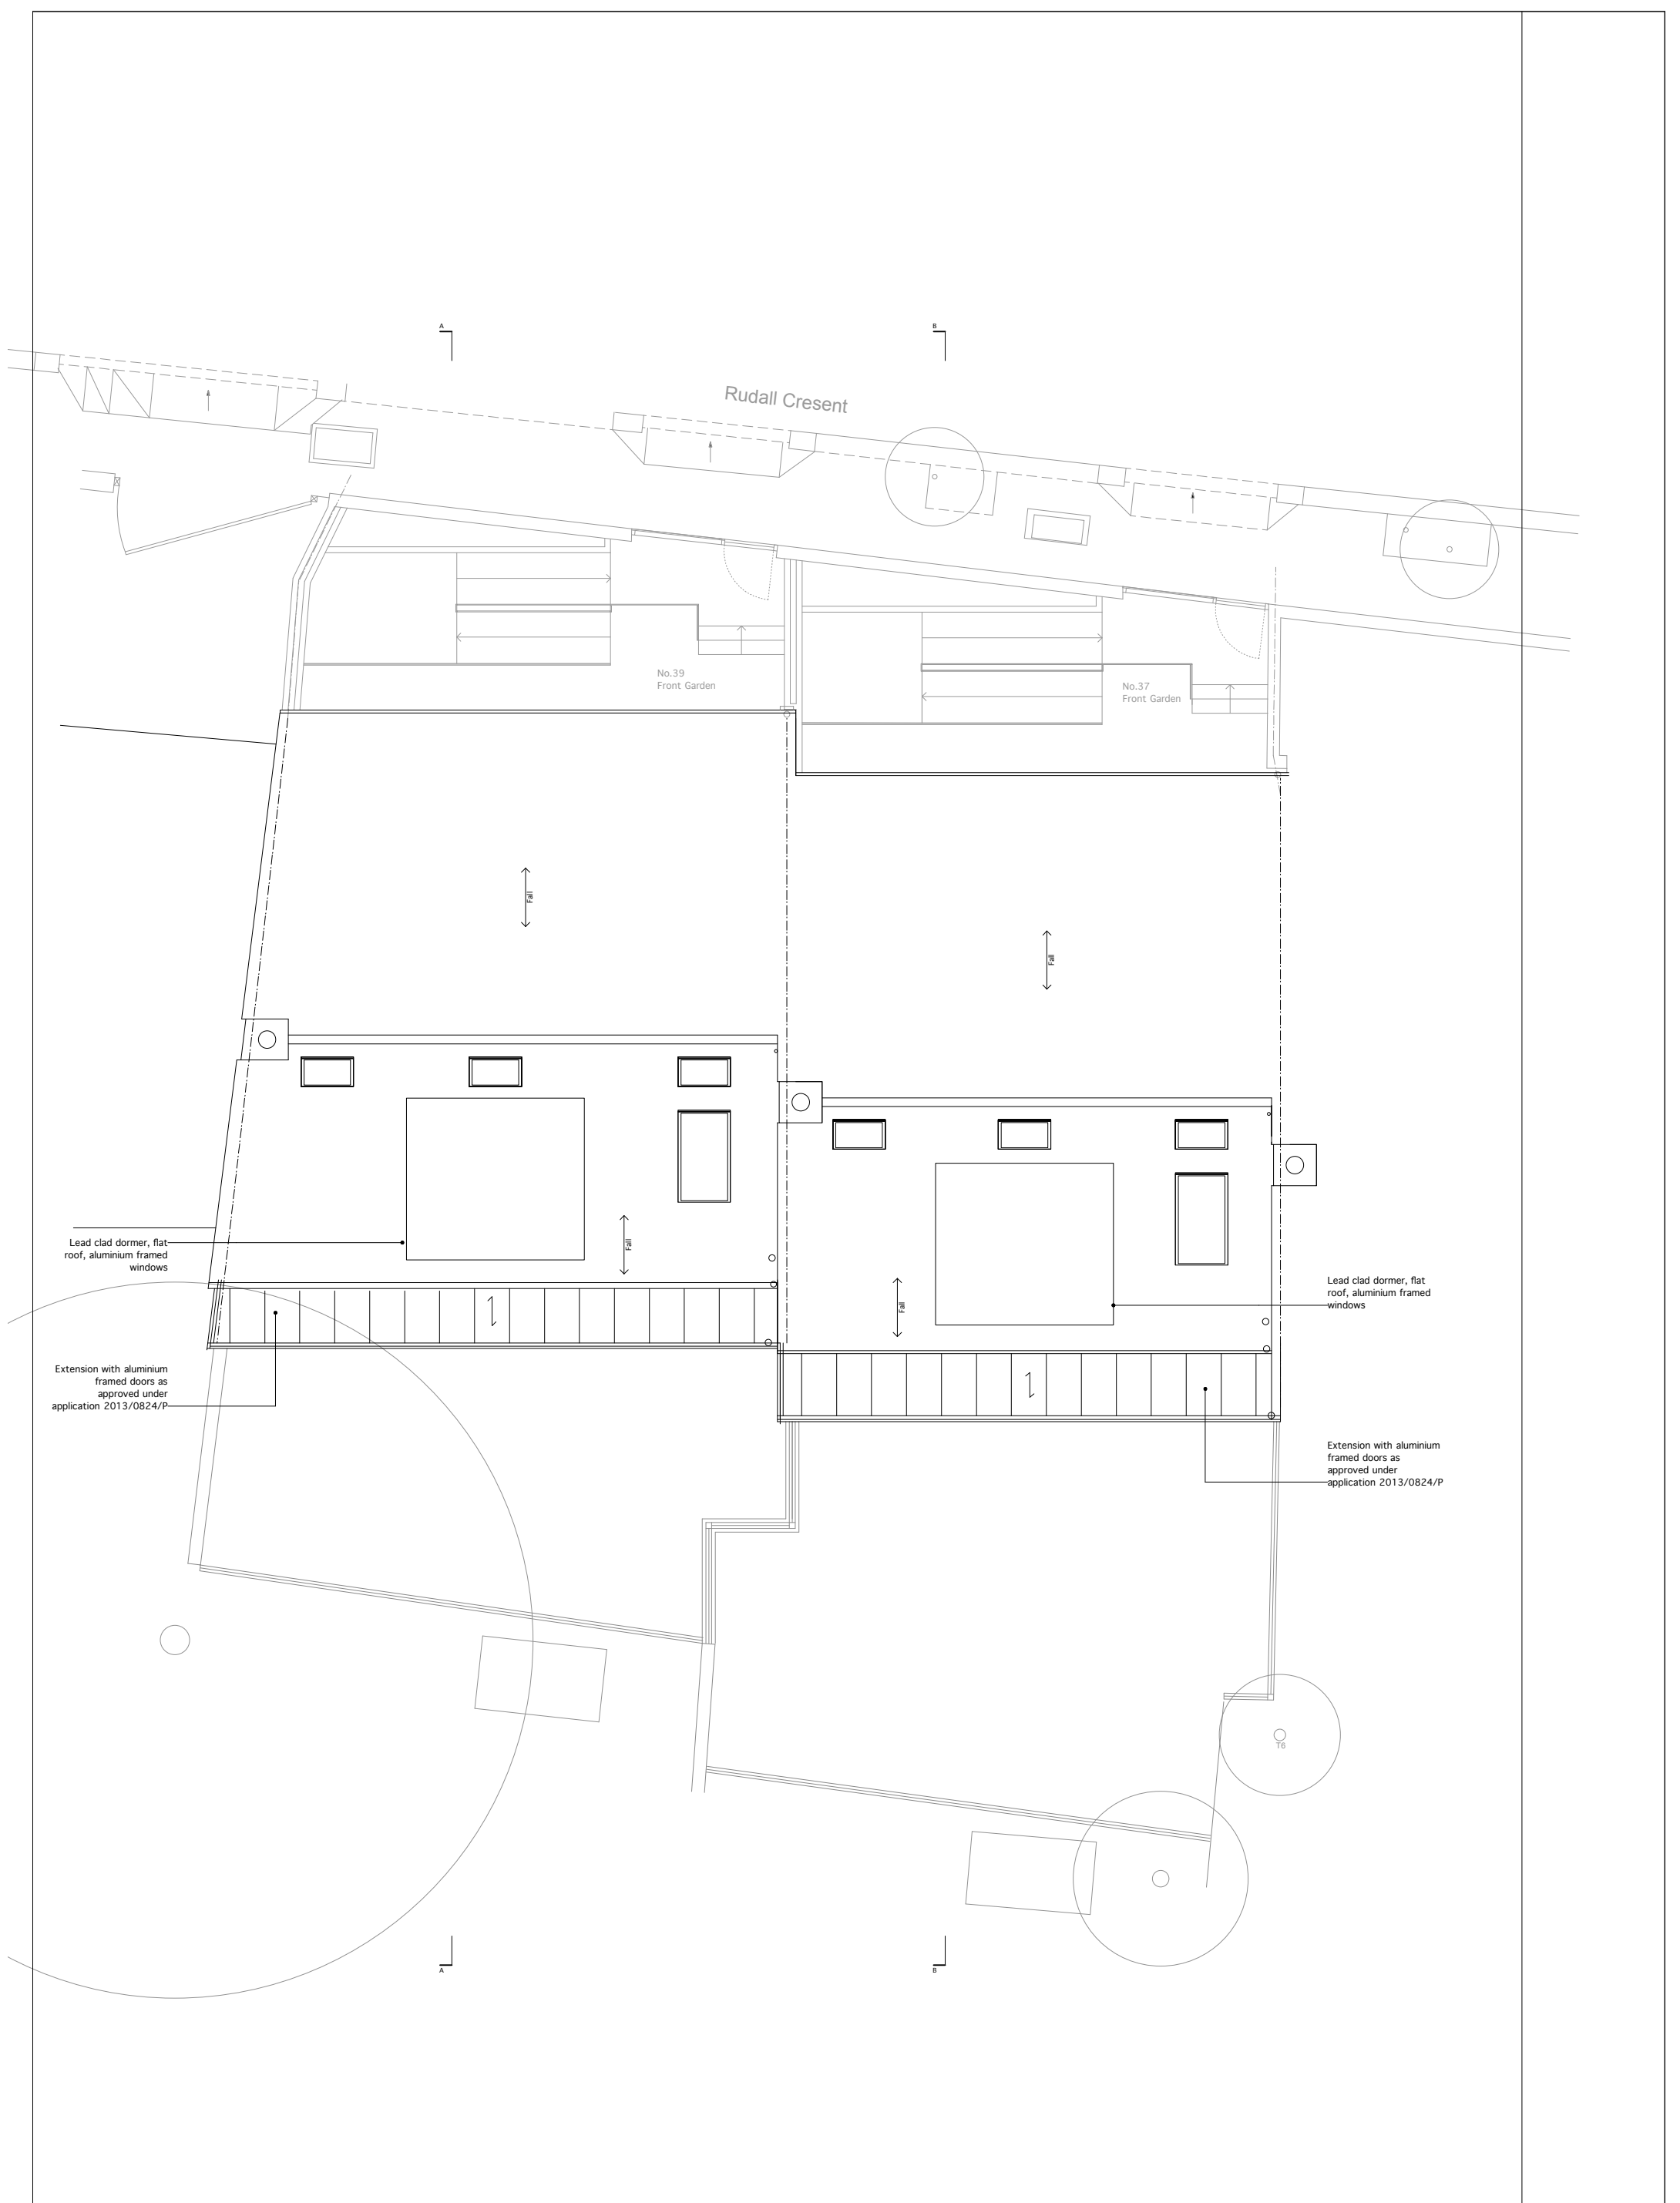 A
B
Rudall Cresent
No.39
Front Garden
No.37
Front Garden
Fall
Fall
Lead clad dormer, flat
roof, aluminium framed
windows
Fall
Fall
Lead clad dormer, flat
roof, aluminium framed
windows
Extension with aluminium
framed doors as
approved under
application 2013/0824/P
Extension with aluminium
framed doors as
approved under
application 2013/0824/P
T6
A
B